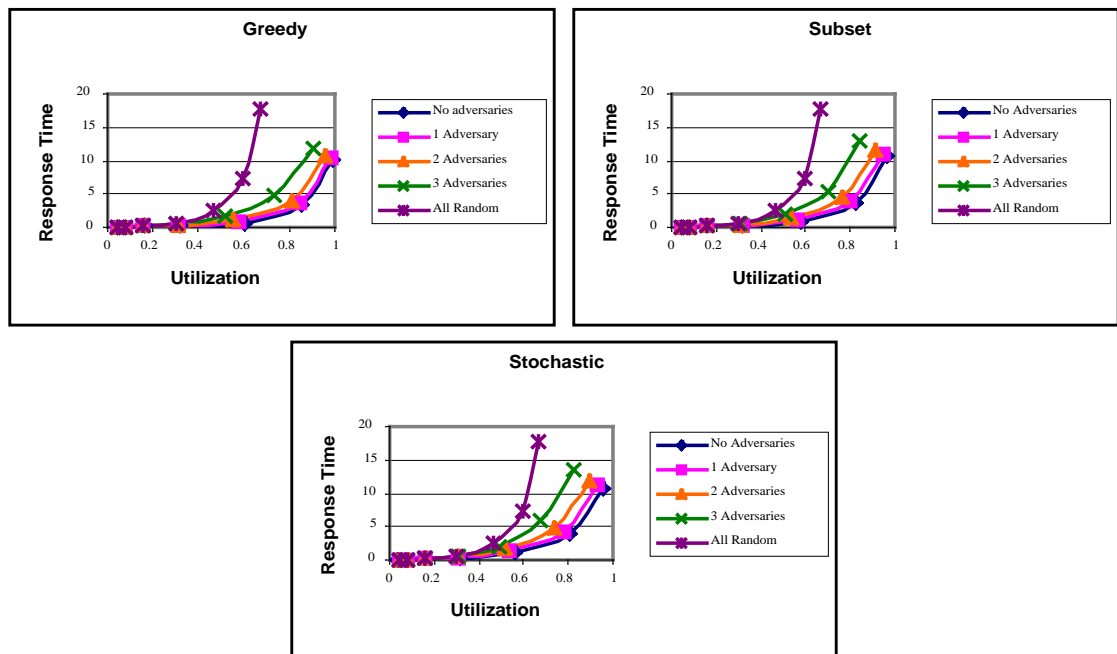 Greedy
Response Time
20
15
10
5
0
0
0.2
0.4
0.6
0.8
1
Utilization
No adversaries
1 Adversary
2 Adversaries
3 Adversaries
All Random
Subset
Response Time
20
15
10
5
0
0
0.2
0.4
0.6
0.8
1
Utilization
No Adversaries
1 Adversary
2 Adversaries
3 Adversaries
All Random
Stochastic
Response Time
20
15
10
5
0
0
0.2
0.4
0.6
0.8
1
Utilization
No Adversaries
1 Adversary
2 Adversaries
3 Adversaries
All Random